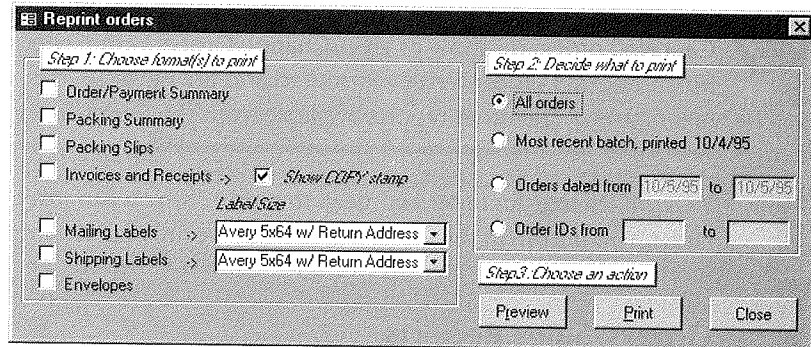 Reprint orders
Step 1: Choose format(s) to print
Order/Payment Summary
Packing Summary
Packing Slips
Invoices and Receipts -> Show COPY stamp
Label Size
Mailing Labels -> Avery 5x64 w/ Return Address
Shipping Labels -> Avery 5x64 w/ Return Address
Envelopes
Step 2: Decide what to print
All orders
Most recent batch, printed 10/4/95
Orders dated from 10/5/95 to 10/5/95
Order IDs from to
Step3: Choose an action
Preview Print Close